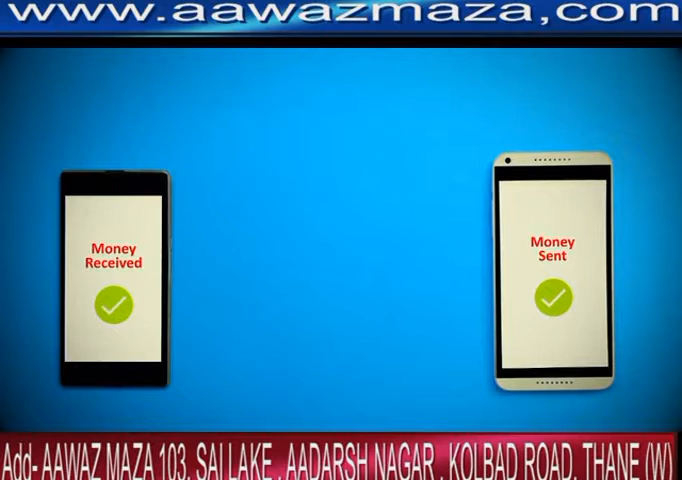 www.aawazmaza,com
Money
Received
Money
Sent
Add- AAWAZ MAZA 103, SAI LAKE , AADARSH NAGAR , KOLBAD ROAD, THANE (W)